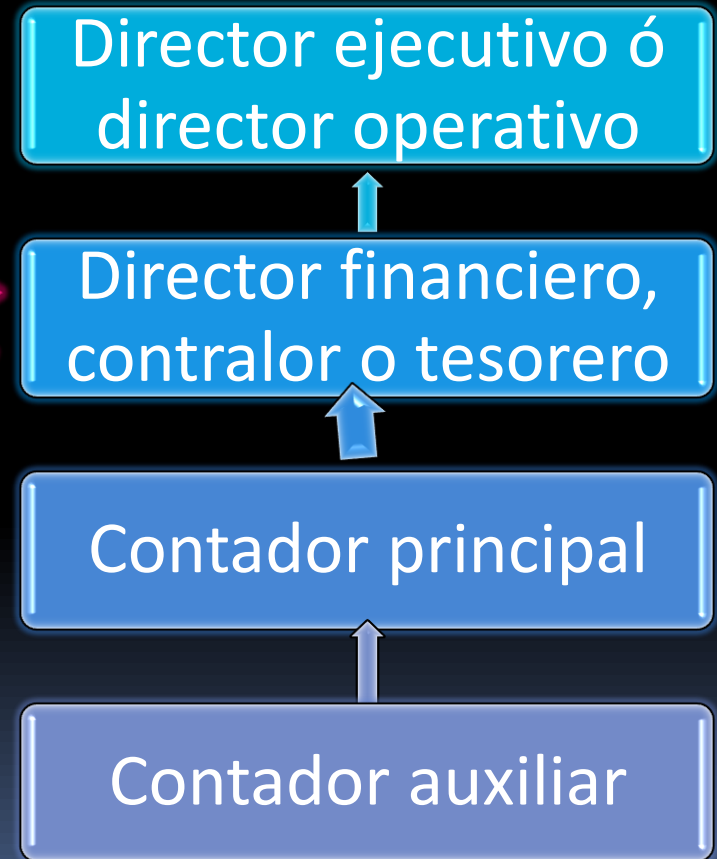 Director ejecutivo ó
director operativo
Director financiero,
contralor o tesorero
Contador principal
Contador auxiliar